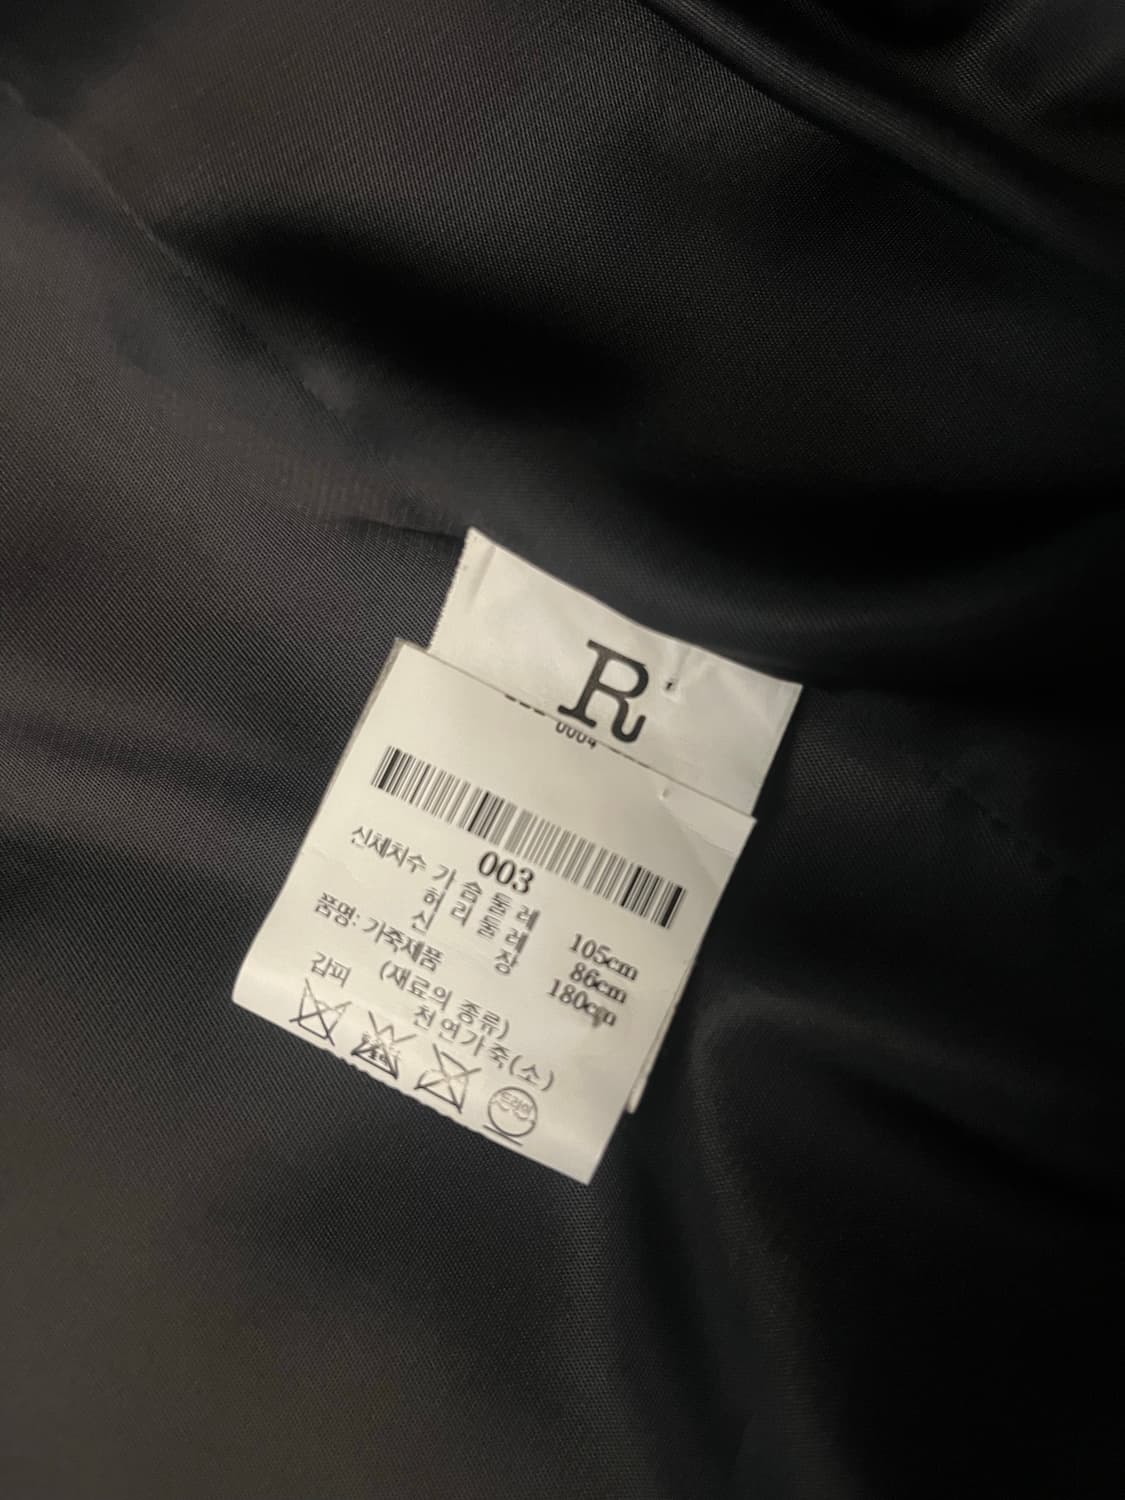 R
0004
003
신체치수 가슴둘레 105cm
허리둘레 86cm
신장 180cm
품명: 가죽제품
(재료의 종류)
겉피 천연가죽(소)
드라이